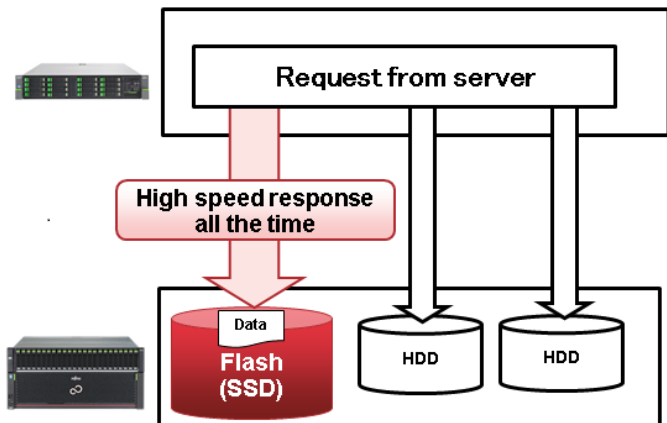 Request from server
High speed response
all the time
Data
Flash
(SSD)
HDD
HDD